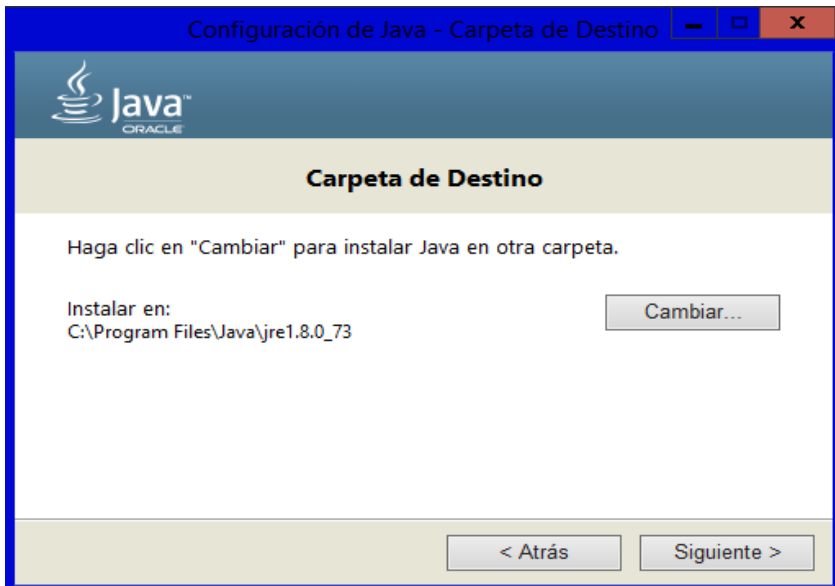 Configuración de Java - Carpeta de Destino
Java™
ORACLE
Carpeta de Destino
Haga clic en "Cambiar" para instalar Java en otra carpeta.
Instalar en:
C:\Program Files\Java\jre1.8.0_73
Cambiar...
< Atrás
Siguiente >